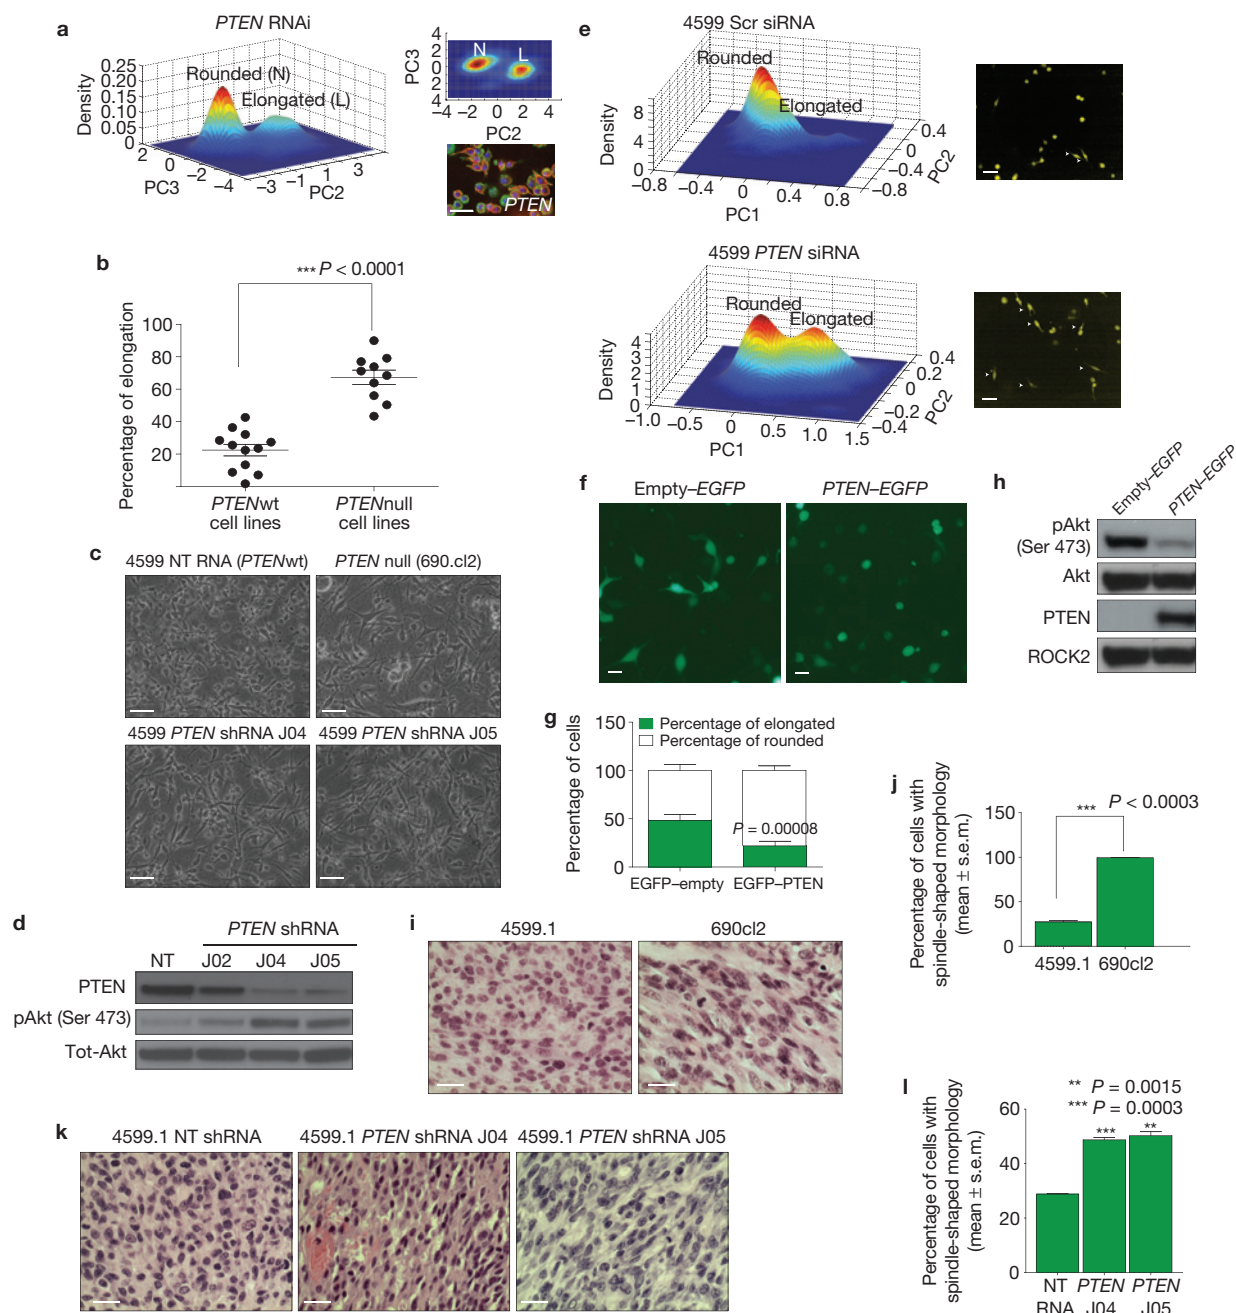 a
PTEN RNAi
0.25
0.20
0.15
0.10
0.05
0
Density
Rounded (N)
Elongated (L)
2
0
−2
−4
PC3
−3
−1
1
3
PC2
4
2
0
2
4
PC3
N
L
−4
−2
0
2
4
PC2
PTEN
b
*** P < 0.0001
Percentage of elongation
100
80
60
40
20
PTENwt
cell lines
PTENnull
cell lines
c
4599 NT RNA (PTENwt)
PTEN null (690.cl2)
4599 PTEN shRNA J04
4599 PTEN shRNA J05
d
PTEN shRNA
NT
J02
J04
J05
PTEN
pAkt (Ser 473)
Tot-Akt
e
4599 Scr siRNA
Rounded
Elongated
Density
8
6
4
2
0
−0.8
−0.4
0
0.4
0.8
PC1
0.4
0
−0.4
−0.8
PC2
4599 PTEN siRNA
Rounded
Elongated
Density
4
3
2
1
0
−1.0
−0.5
0
0.5
1.0
1.5
PC1
0.4
0.2
0
−0.2
−0.4
PC2
f
Empty–EGFP
PTEN–EGFP
g
Percentage of cells
150
100
50
0
Percentage of elongated
Percentage of rounded
P = 0.00008
EGFP–empty
EGFP–PTEN
h
Empty–EGFP
PTEN–EGFP
pAkt
(Ser 473)
Akt
PTEN
ROCK2
i
4599.1
690cl2
j
Percentage of cells with
spindle-shaped morphology
(mean ± s.e.m.)
*** P < 0.0003
150
100
50
0
4599.1
690cl2
k
4599.1 NT shRNA
4599.1 PTEN shRNA J04
4599.1 PTEN shRNA J05
l
** P = 0.0015
*** P = 0.0003
Percentage of cells with
spindle-shaped morphology
(mean ± s.e.m.)
60
40
20
0
***
**
NT
RNA
PTEN
J04
PTEN
J05